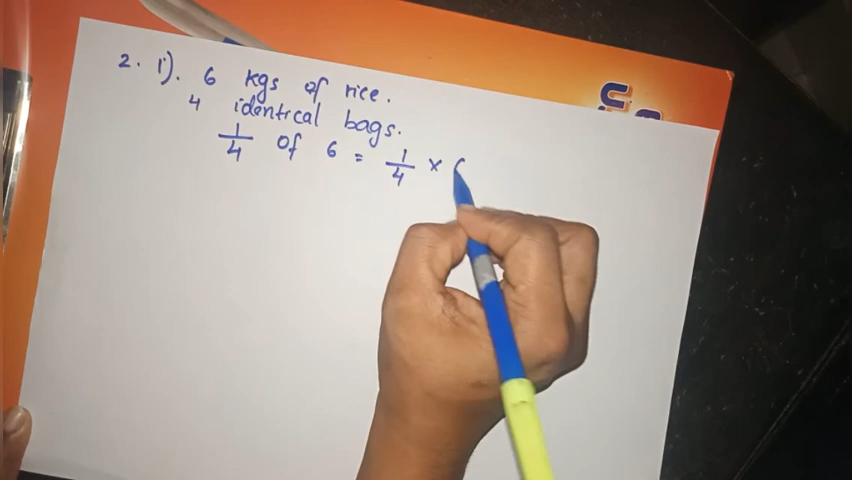 2. i). 6 kgs of rice.
4 identical bags.
1/4 of 6 = 1/4 ×